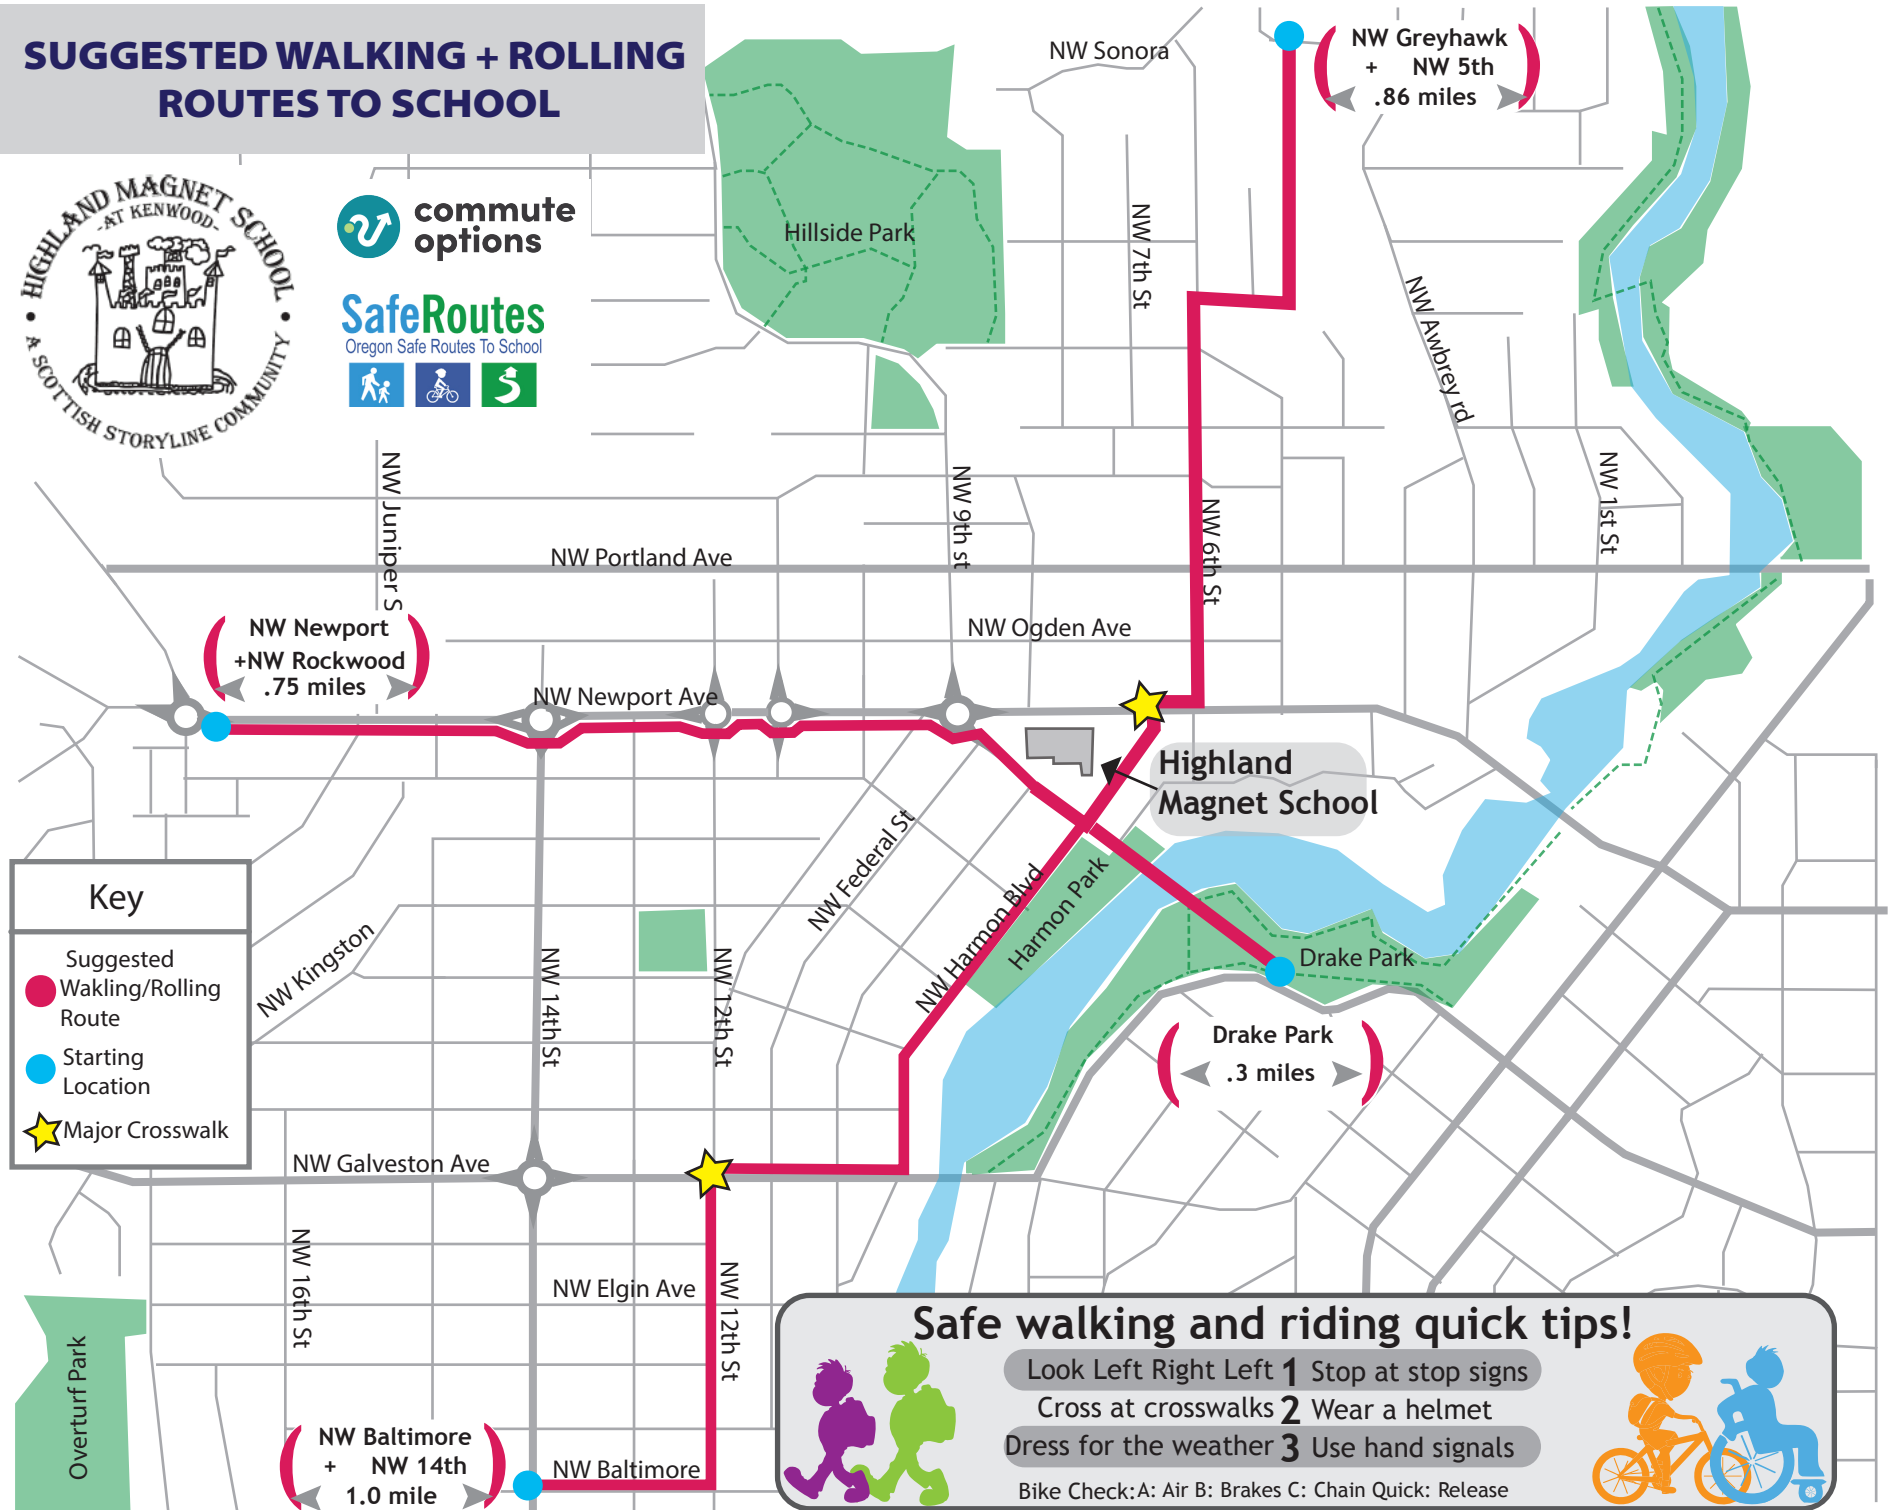 SUGGESTED WALKING + ROLLING
ROUTES TO SCHOOL
HIGHLAND MAGNET SCHOOL
-AT KENWOOD-
• A SCOTTISH STORYLINE COMMUNITY •
commute
options
SafeRoutes
Oregon Safe Routes To School
NW Sonora
NW Greyhawk
+ NW 5th
.86 miles
Hillside Park
NW 7th St
NW Awbrey rd
NW Juniper S
NW 9th st
NW 6th St
NW 1st St
NW Portland Ave
NW Ogden Ave
NW Newport
+NW Rockwood
.75 miles
NW Newport Ave
Highland
Magnet School
NW Federal St
NW Harmon Blvd
Harmon Park
Key
Suggested
Wakling/Rolling
Route
Starting
Location
Major Crosswalk
NW Kingston
NW 14th St
NW 12th St
Drake Park
Drake Park
.3 miles
NW Galveston Ave
NW 16th St
NW Elgin Ave
NW 12th St
Overturf Park
NW Baltimore
+ NW 14th
1.0 mile
NW Baltimore
Safe walking and riding quick tips!
Look Left Right Left 1 Stop at stop signs
Cross at crosswalks 2 Wear a helmet
Dress for the weather 3 Use hand signals
Bike Check:A: Air B: Brakes C: Chain Quick: Release